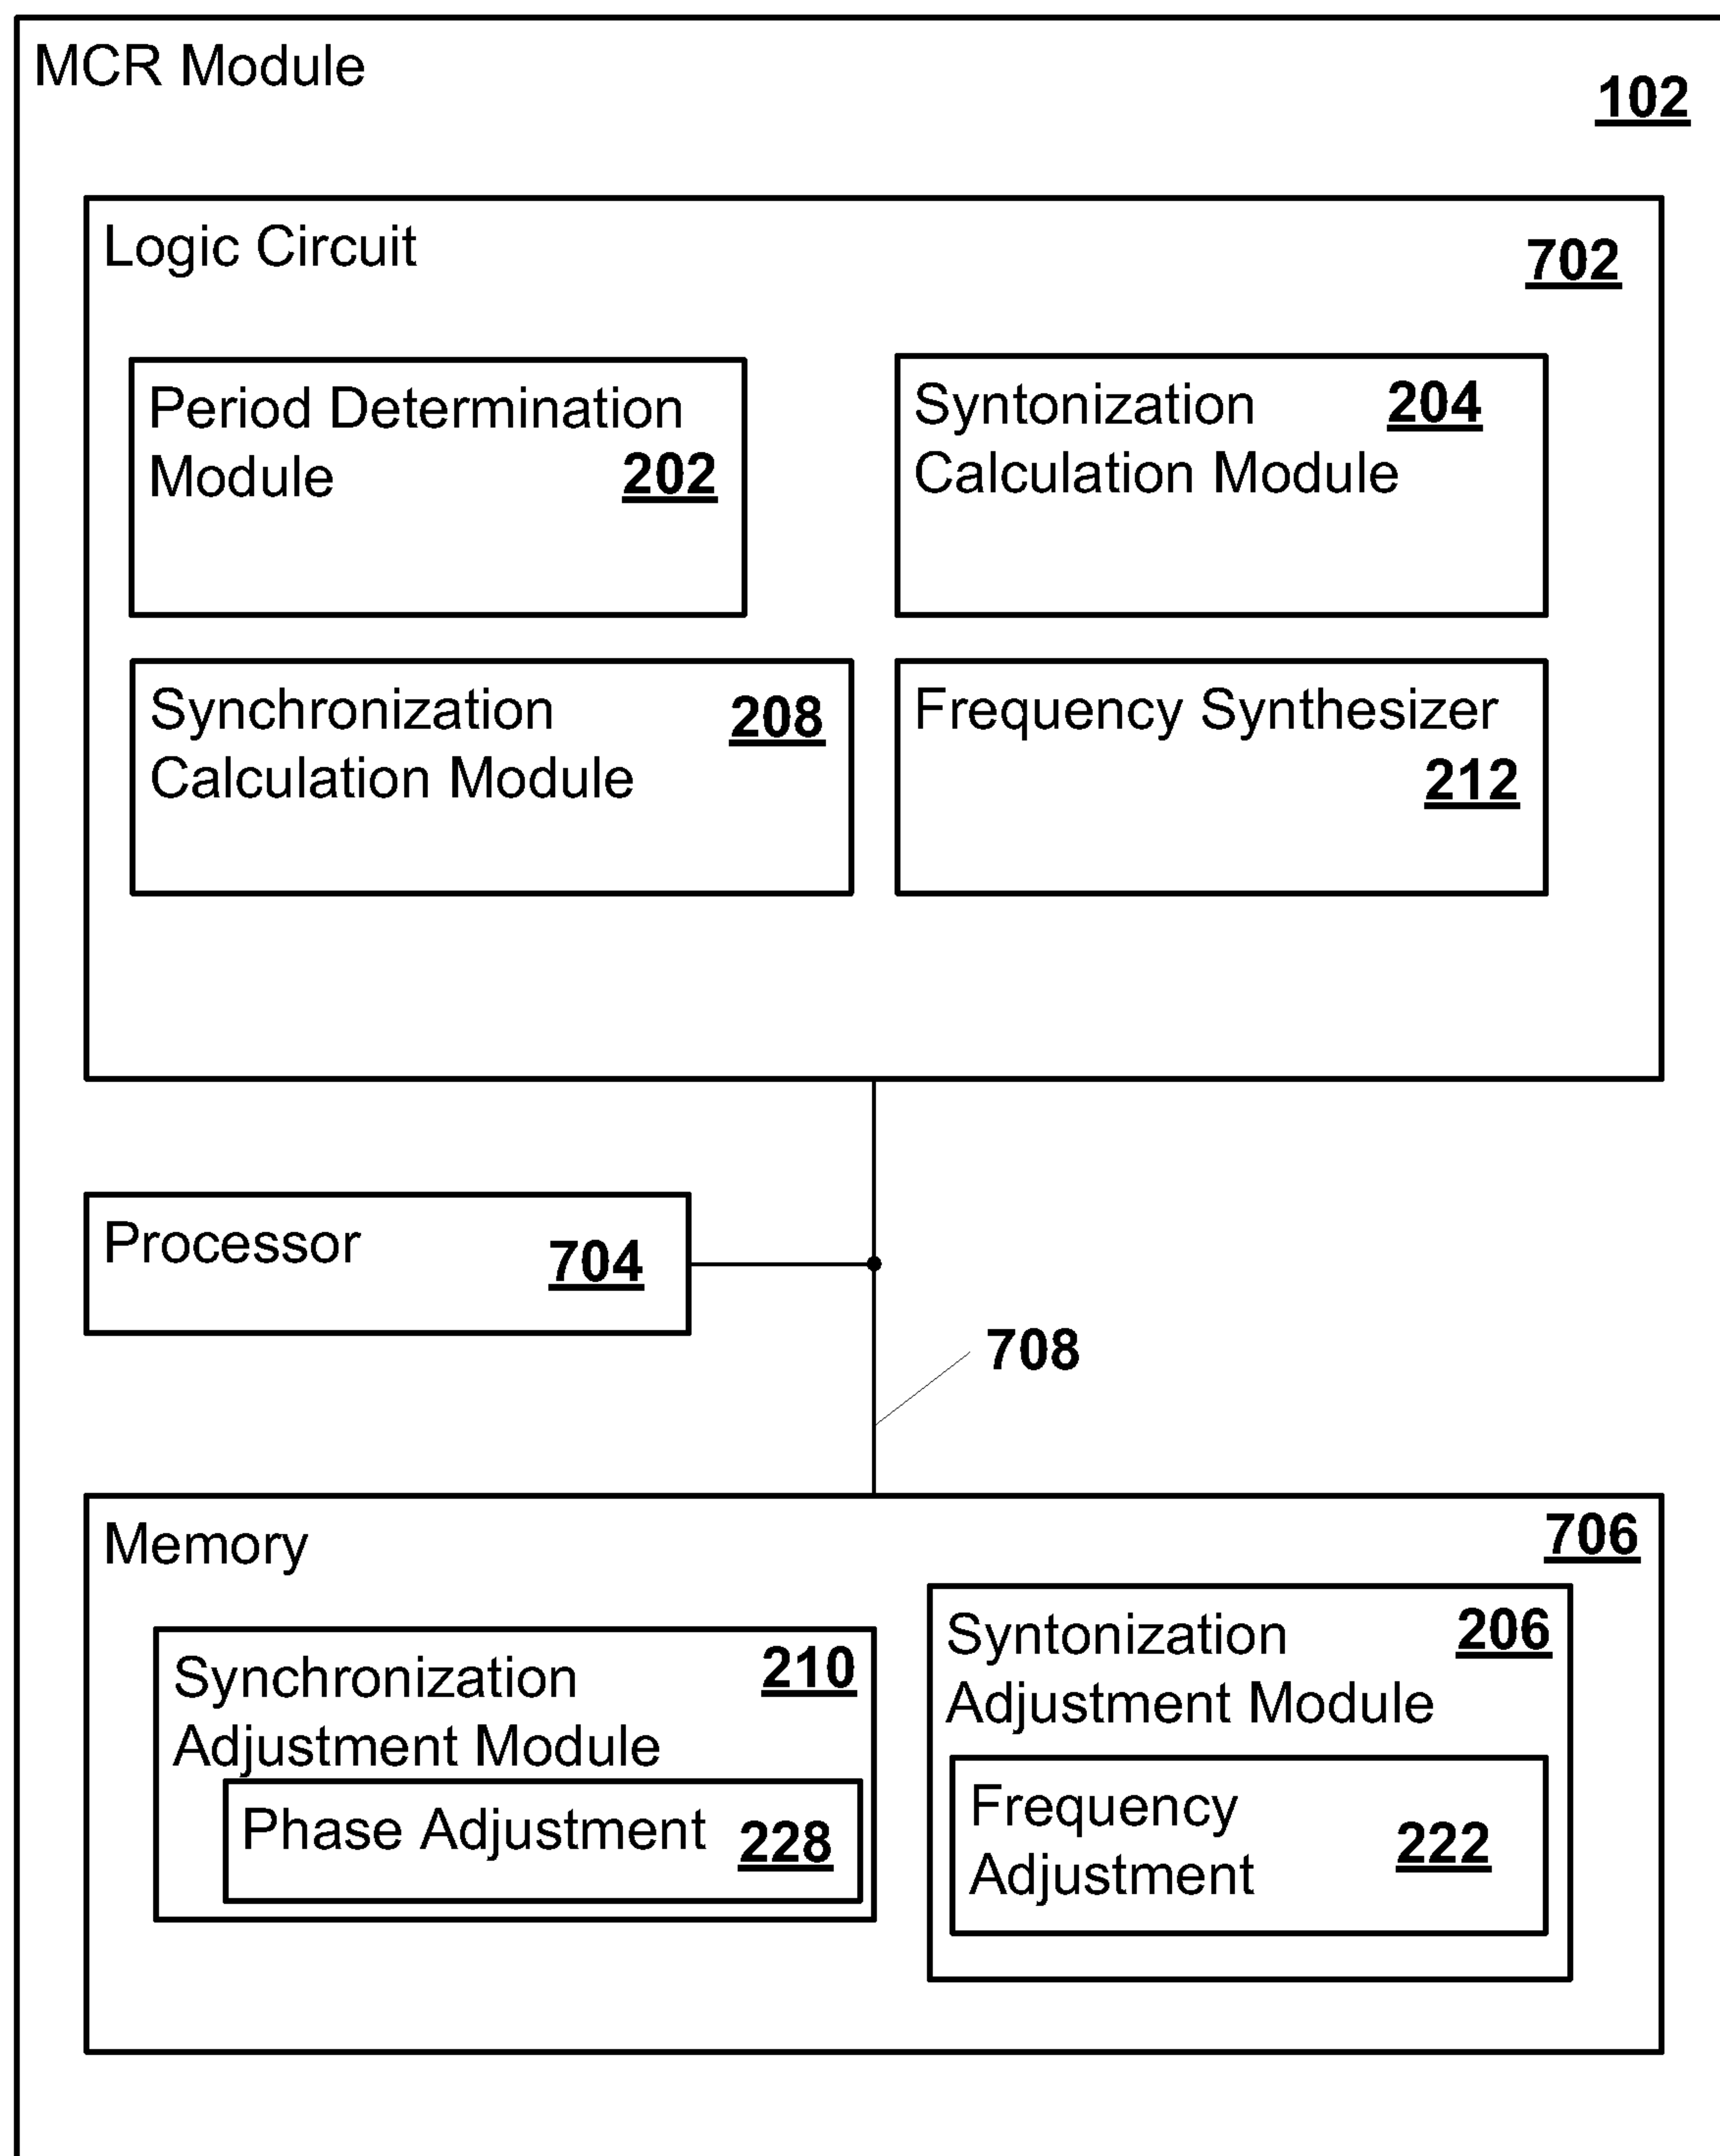 MCR Module
102
Logic Circuit
702
Period Determination
Module 202
Syntonization 204
Calculation Module
Synchronization 208
Calculation Module
Frequency Synthesizer
212
Processor 704
708
Memory
706
Synchronization 210
Adjustment Module
Phase Adjustment 228
Syntonization 206
Adjustment Module
Frequency
Adjustment 222